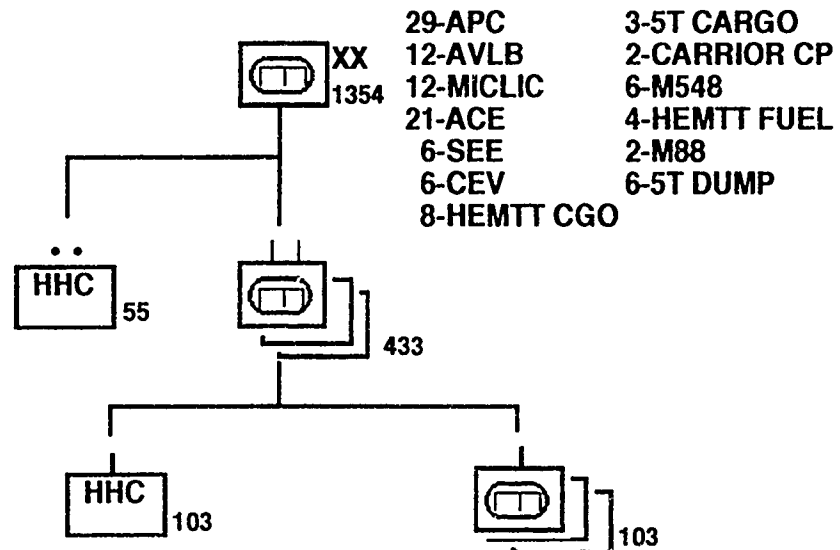 29-APC 3-5T CARGO
XX 12-AVLB 2-CARRIOR CP
1354 12-MICLIC 6-M548
21-ACE 4-HEMTT FUEL
6-SEE 2-M88
6-CEV 6-5T DUMP
8-HEMTT CGO
HHC
55
433
HHC
103
103